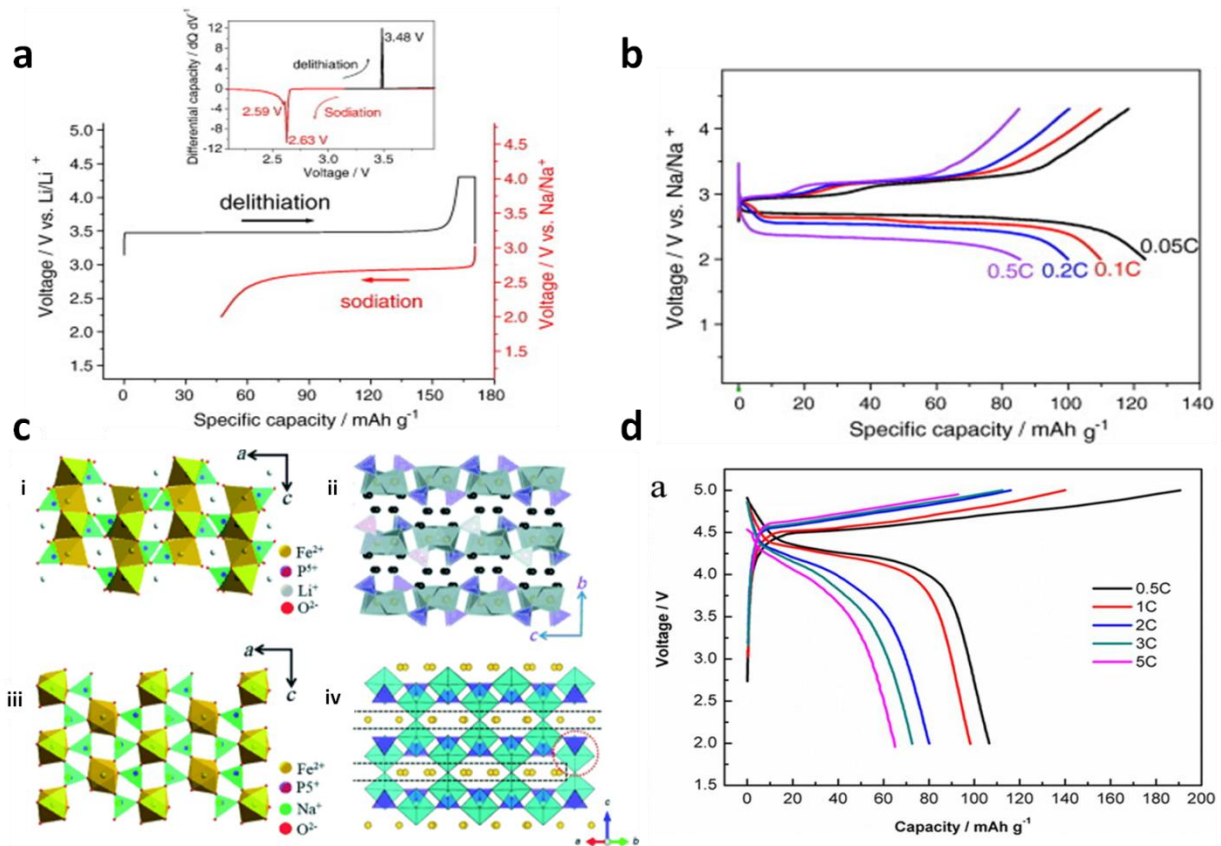 a
Differential capacity / dQ dV⁻¹
12
8
4
0
-4
-8
-12
3.48 V
delithiation
2.59 V
Sodiation
2.63 V
2.5
3.0
3.5
Voltage / V
Voltage / V vs. Li/Li⁺
5.0
4.5
4.0
3.5
3.0
2.5
2.0
1.5
delithiation
sodiation
4.5
4.0
3.5
3.0
2.5
2.0
1.5
Voltage / V vs. Na/Na⁺
0
30
60
90
120
150
180
Specific capacity / mAh g⁻¹
b
Voltage / V vs. Na/Na⁺
4
3
2
1
0
0.5C
0.2C
0.1C
0.05C
0
20
40
60
80
100
120
140
Specific capacity / mAh g⁻¹
c
i
a
c
Fe²⁺
P⁵⁺
Li⁺
O²⁻
ii
b
c
iii
a
c
Fe²⁺
P5⁺
Na⁺
O²⁻
iv
c
a
b
d
a
Voltage / V
5.0
4.5
4.0
3.5
3.0
2.5
2.0
1.5
0.5C
1C
2C
3C
5C
0
20
40
60
80
100
120
140
160
180
200
Capacity / mAh g⁻¹